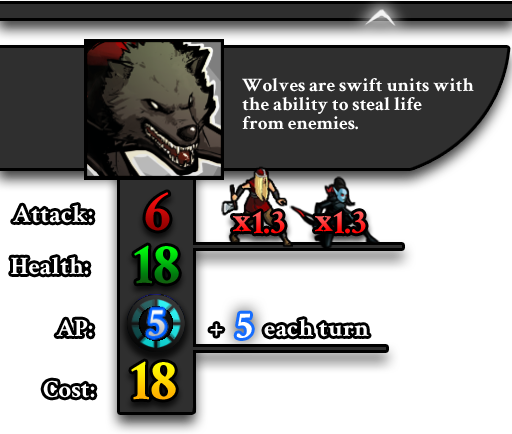 Wolves are swift units with
the ability to steal life
from enemies.
Attack: 6 x1.3 x1.3
Health: 18
AP: 5 + 5 each turn
Cost: 18